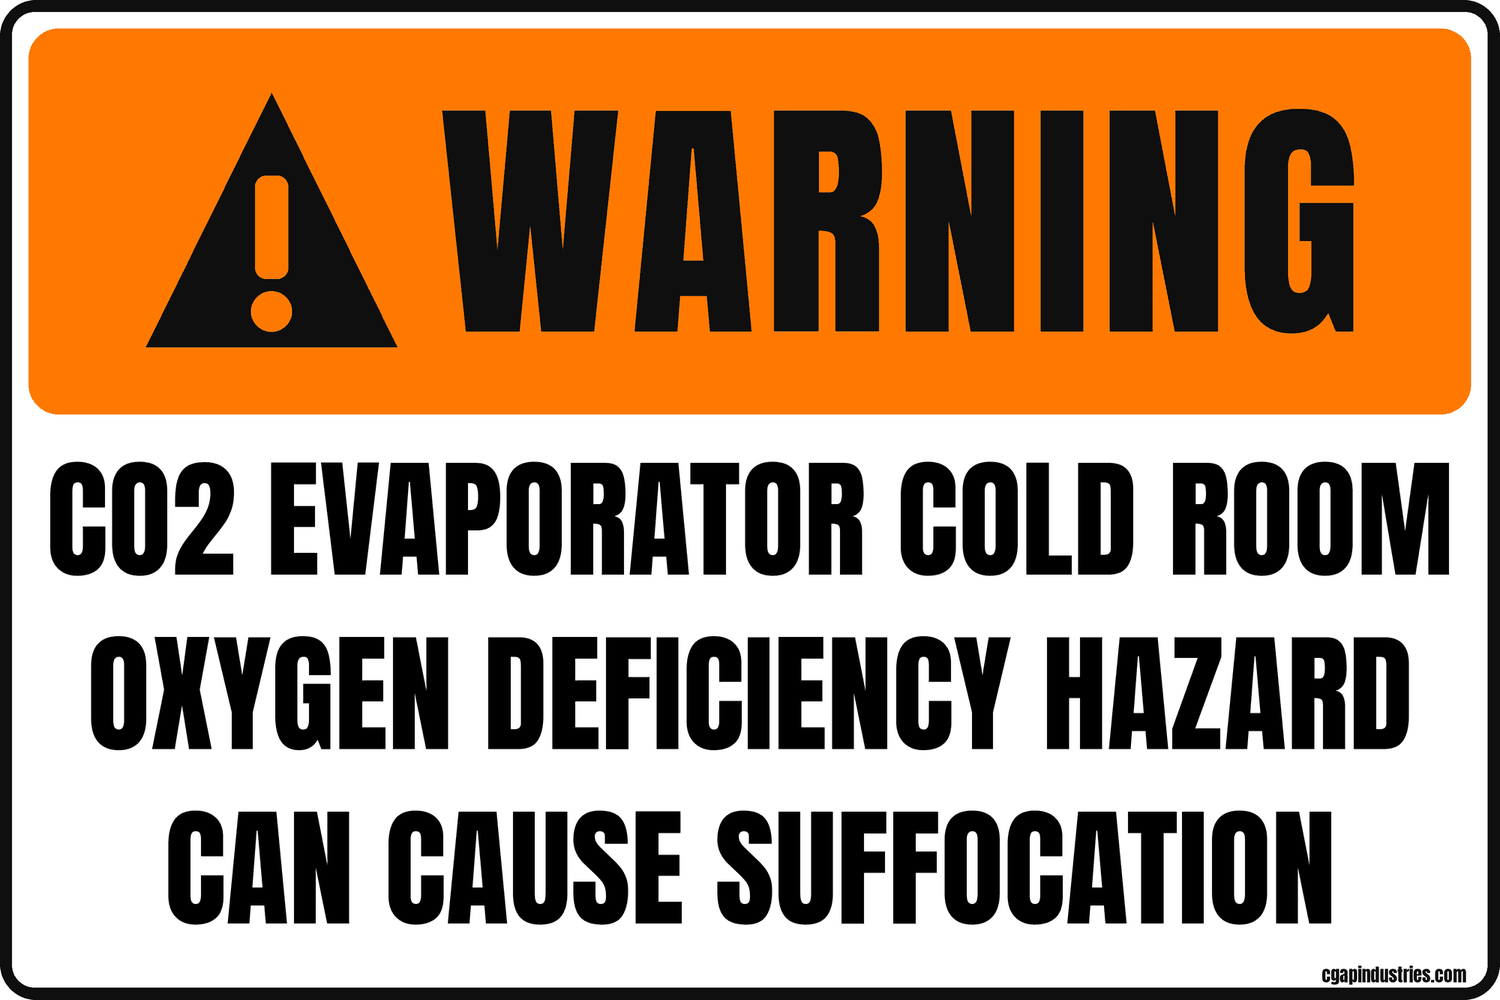 WARNING
CO2 EVAPORATOR COLD ROOM
OXYGEN DEFICIENCY HAZARD
CAN CAUSE SUFFOCATION
cgapindustries.com